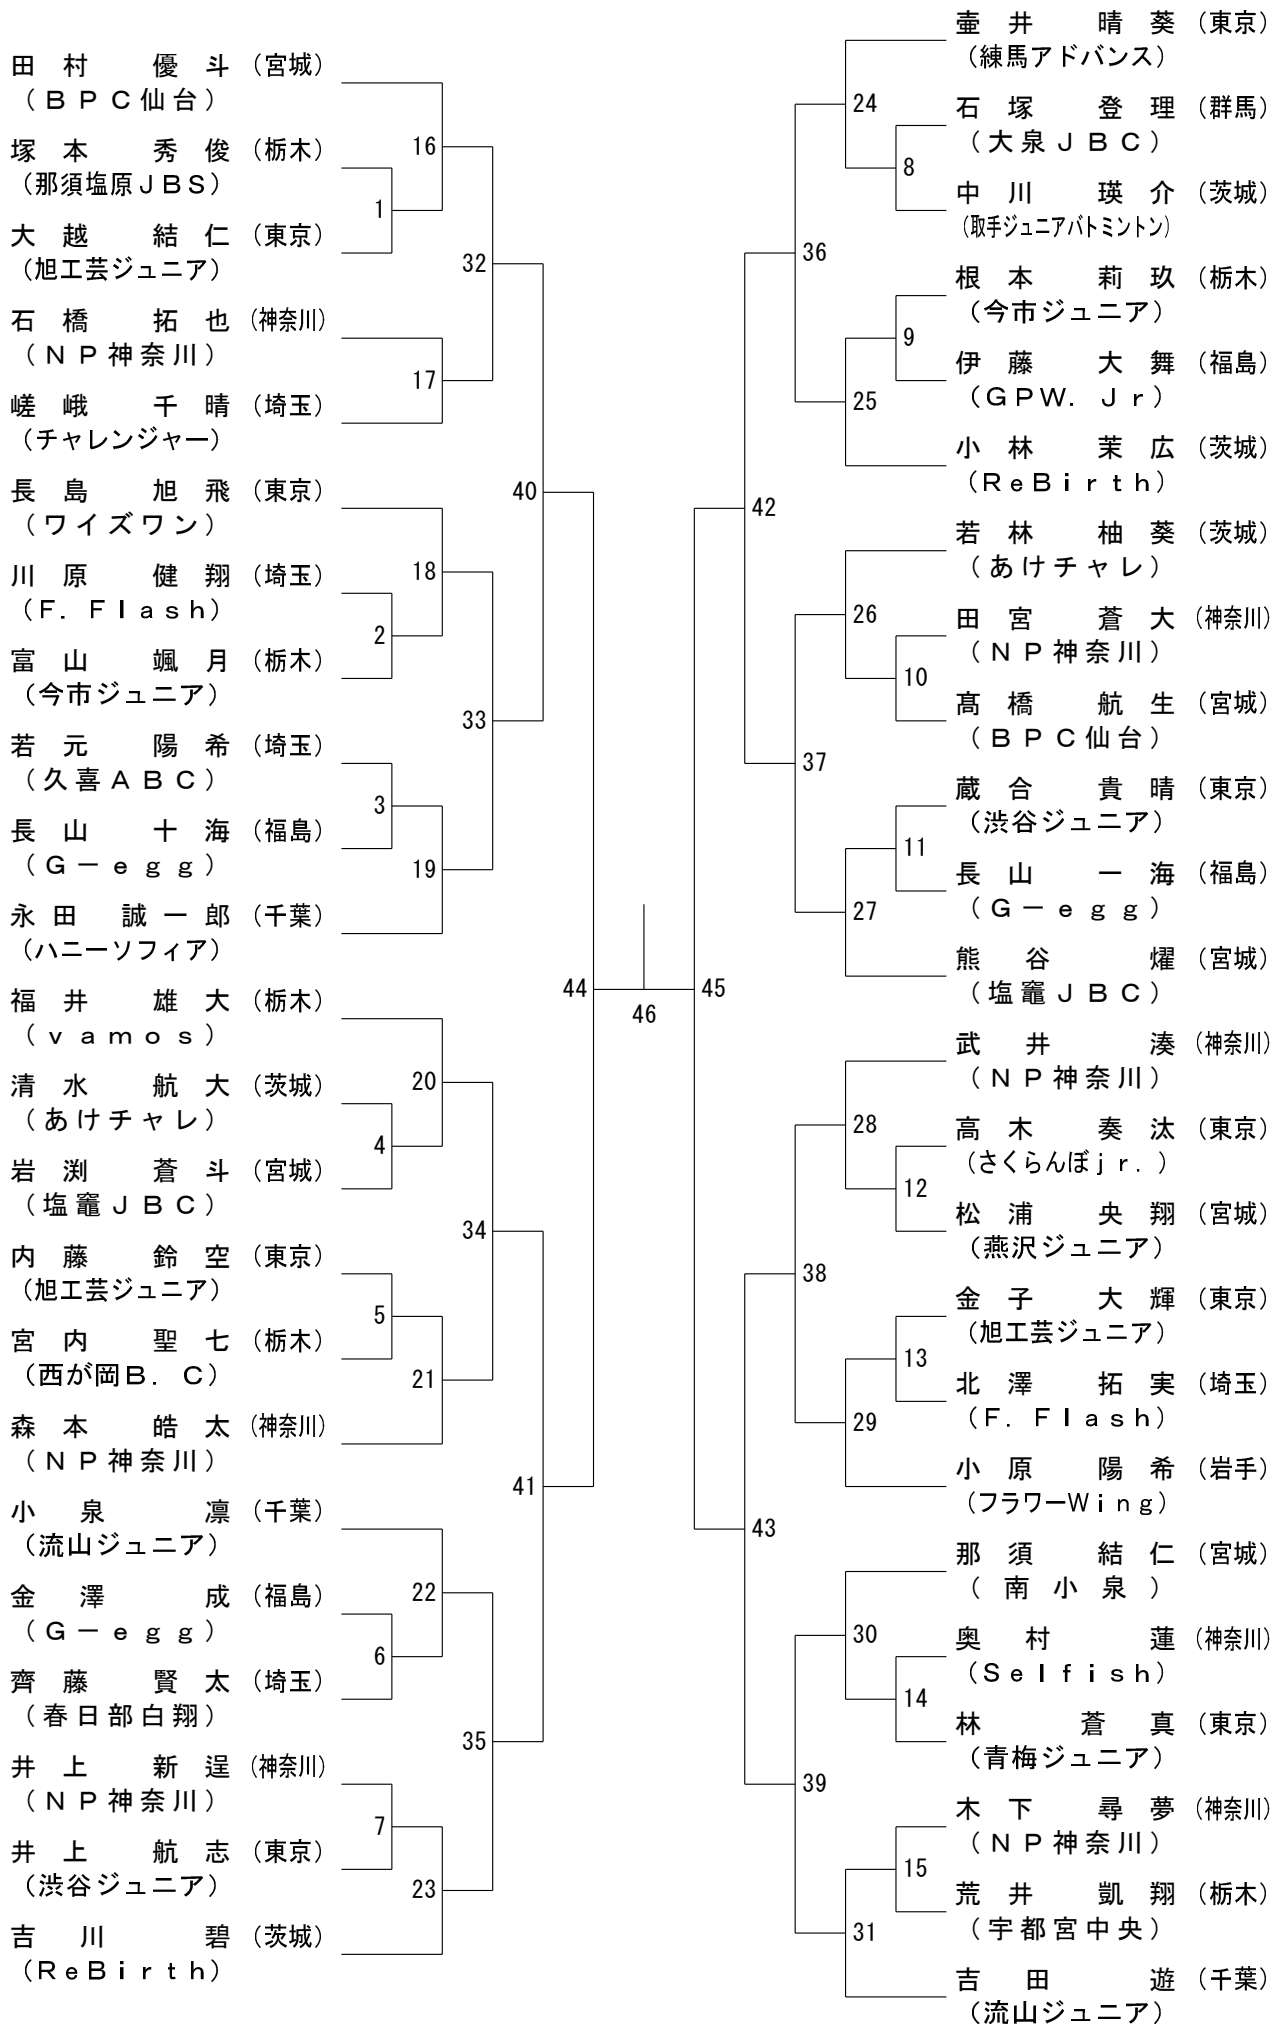 田村 優斗 (宮城)
(BPC仙台)
塚本 秀俊 (栃木)
(那須塩原JBS)
1
16
大越 結仁 (東京)
(旭工芸ジュニア)
32
石橋 拓也 (神奈川)
(NP神奈川)
17
嵯峨 千晴 (埼玉)
(チャレンジャー)
40
長島 旭飛 (東京)
(ワイズワン)
18
川原 健翔 (埼玉)
(F. Flash)
2
富山 颯月 (栃木)
(今市ジュニア)
33
若元 陽希 (埼玉)
(久喜ABC)
3
長山 十海 (福島)
(G-egg)
19
永田 誠一郎 (千葉)
(ハニーソフィア)
44
福井 雄大 (栃木)
(vamos)
20
清水 航大 (茨城)
(あけチャレ)
4
岩渕 蒼斗 (宮城)
(塩竈JBC)
34
内藤 鈴空 (東京)
(旭工芸ジュニア)
5
宮内 聖七 (栃木)
(西が岡B. C)
21
森本 皓太 (神奈川)
(NP神奈川)
41
小泉 凛 (千葉)
(流山ジュニア)
22
金澤 成 (福島)
(G-egg)
6
齊藤 賢太 (埼玉)
(春日部白翔)
35
井上 新逞 (神奈川)
(NP神奈川)
7
井上 航志 (東京)
(渋谷ジュニア)
23
吉川 碧 (茨城)
(ReBirth)
46
壷井 晴葵 (東京)
(練馬アドバンス)
24
石塚 登理 (群馬)
(大泉JBC)
8
中川 瑛介 (茨城)
(取手ジュニアバトミントン)
36
根本 莉玖 (栃木)
(今市ジュニア)
9
伊藤 大舞 (福島)
(GPW. Jr)
25
小林 茉広 (茨城)
(ReBirth)
42
若林 柚葵 (茨城)
(あけチャレ)
26
田宮 蒼大 (神奈川)
(NP神奈川)
10
髙橋 航生 (宮城)
(BPC仙台)
37
蔵合 貴晴 (東京)
(渋谷ジュニア)
11
長山 一海 (福島)
(G-egg)
27
熊谷 燿 (宮城)
(塩竈JBC)
45
武井 湊 (神奈川)
(NP神奈川)
28
高木 奏汰 (東京)
(さくらんぼjr.)
12
松浦 央翔 (宮城)
(燕沢ジュニア)
38
金子 大輝 (東京)
(旭工芸ジュニア)
13
北澤 拓実 (埼玉)
(F. Flash)
29
小原 陽希 (岩手)
(フラワーWing)
43
那須 結仁 (宮城)
(南小泉)
30
奥村 蓮 (神奈川)
(Selfish)
14
林 蒼真 (東京)
(青梅ジュニア)
39
木下 尋夢 (神奈川)
(NP神奈川)
15
荒井 凱翔 (栃木)
(宇都宮中央)
31
吉田 遊 (千葉)
(流山ジュニア)